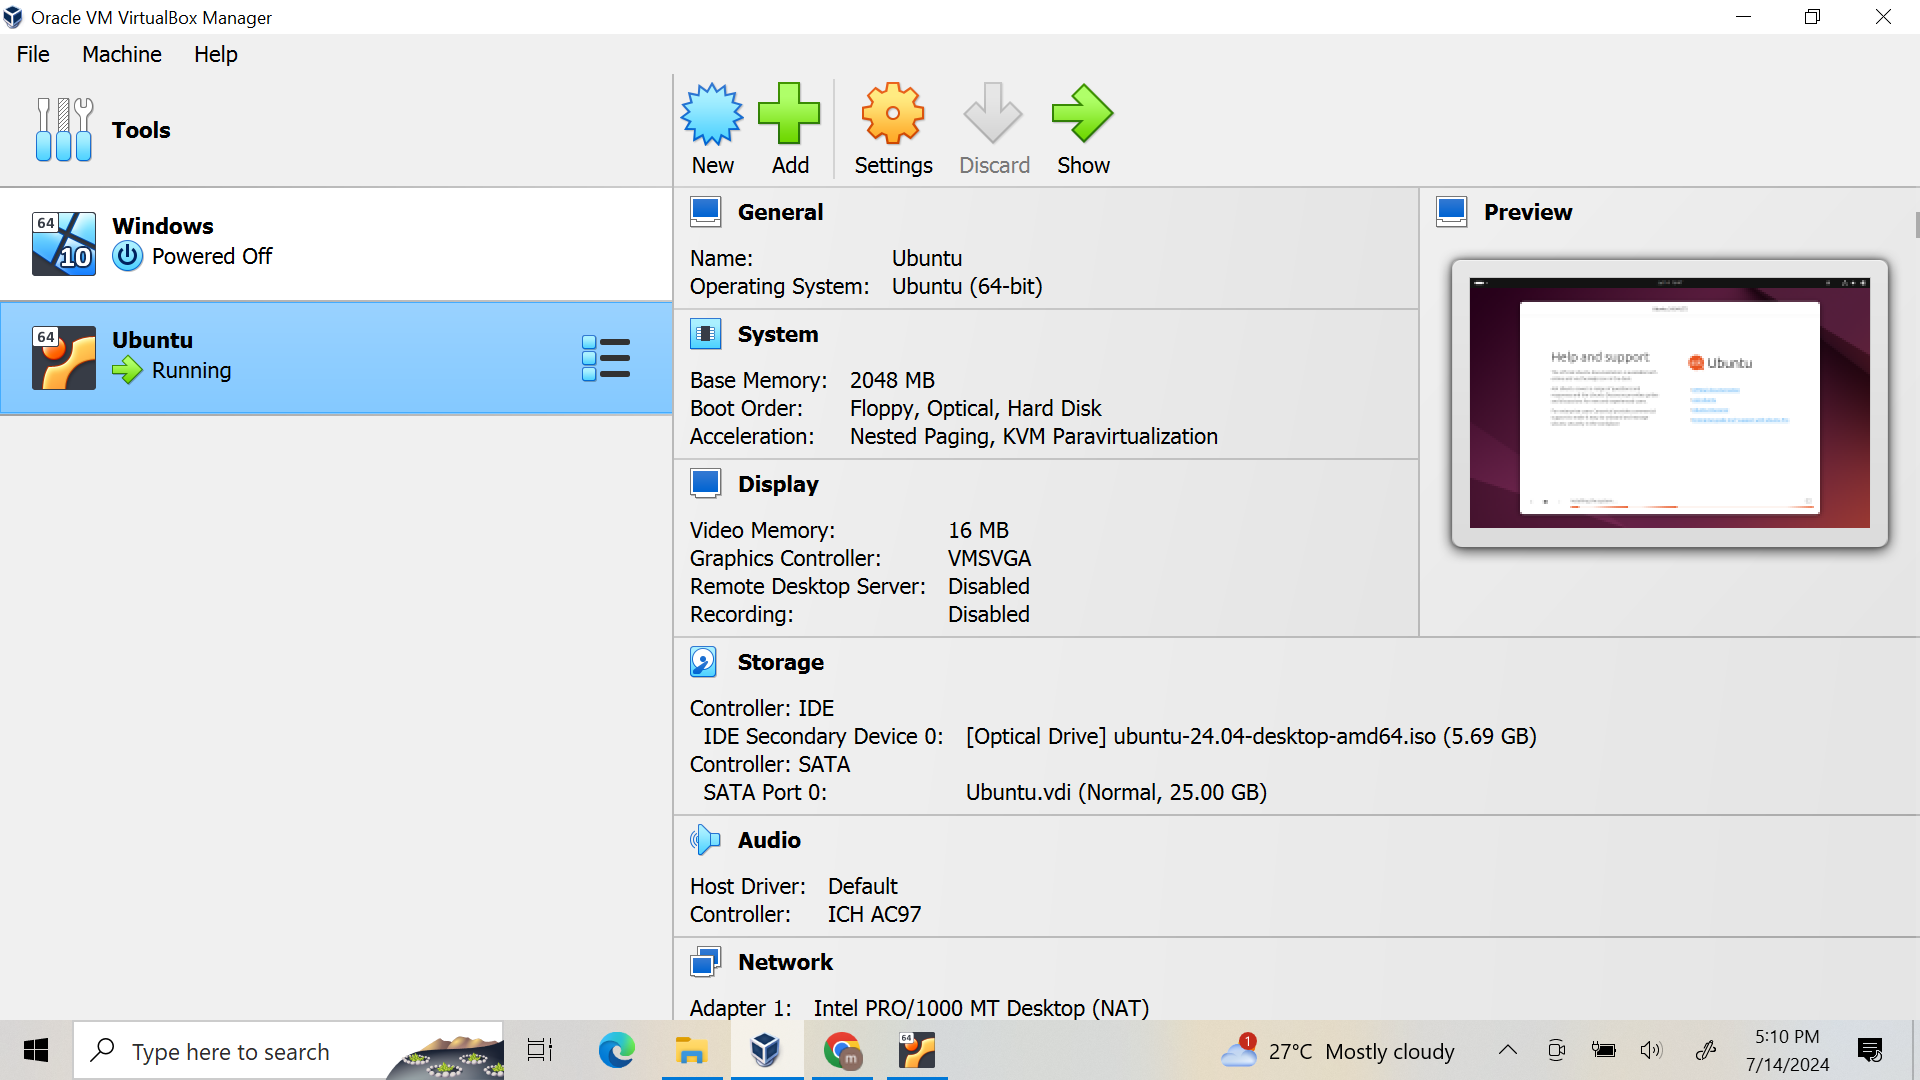 Oracle VM VirtualBox Manager
File Machine Help
Tools
New Add Settings Discard Show
64 10 Windows
Powered Off
64 Ubuntu
Running
General
Name: Ubuntu
Operating System: Ubuntu (64-bit)
System
Base Memory: 2048 MB
Boot Order: Floppy, Optical, Hard Disk
Acceleration: Nested Paging, KVM Paravirtualization
Display
Video Memory: 16 MB
Graphics Controller: VMSVGA
Remote Desktop Server: Disabled
Recording: Disabled
Preview
Help and support
Ubuntu
Storage
Controller: IDE
IDE Secondary Device 0: [Optical Drive] ubuntu-24.04-desktop-amd64.iso (5.69 GB)
Controller: SATA
SATA Port 0: Ubuntu.vdi (Normal, 25.00 GB)
Audio
Host Driver: Default
Controller: ICH AC97
Network
Adapter 1: Intel PRO/1000 MT Desktop (NAT)
Type here to search
m
64
1
27°C Mostly cloudy
5:10 PM
7/14/2024